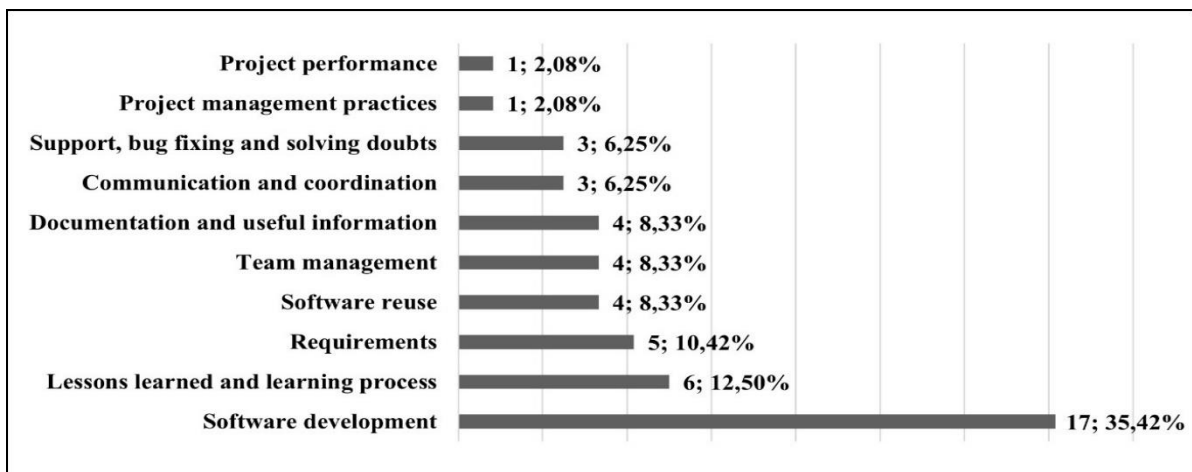 Project performance 1; 2,08%
Project management practices 1; 2,08%
Support, bug fixing and solving doubts 3; 6,25%
Communication and coordination 3; 6,25%
Documentation and useful information 4; 8,33%
Team management 4; 8,33%
Software reuse 4; 8,33%
Requirements 5; 10,42%
Lessons learned and learning process 6; 12,50%
Software development 17; 35,42%